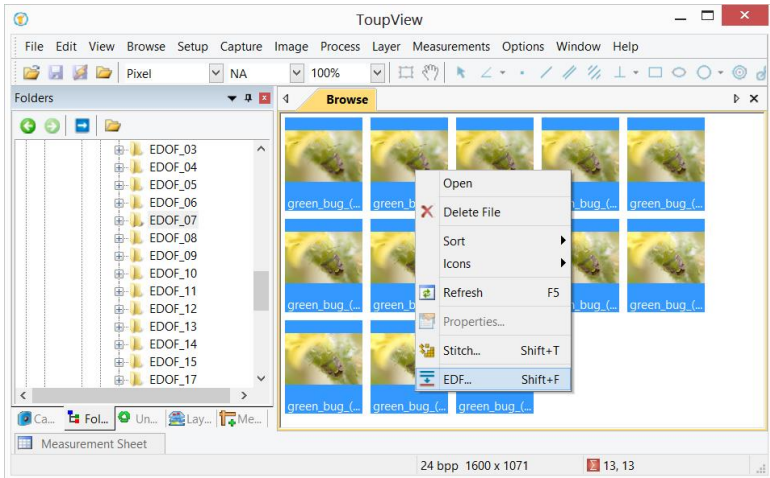 ToupView
File Edit View Browse Setup Capture Image Process Layer Measurements Options Window Help
Pixel NA 100%
Folders
Browse
EDOF_03
EDOF_04
EDOF_05
EDOF_06
EDOF_07
EDOF_08
EDOF_09
EDOF_10
EDOF_11
EDOF_12
EDOF_13
EDOF_14
EDOF_15
EDOF_17
green_bug_(... green_bug_(... green_bug_(...
Open
Delete File
Sort
Icons
Refresh F5
Properties...
Stitch... Shift+T
EDF... Shift+F
green_bug_(... green_bug_(...
green_bug_(... green_bug_(... green_bug_(...
Ca... Fol... Un... Lay... Me...
Measurement Sheet
24 bpp 1600 x 1071 13, 13